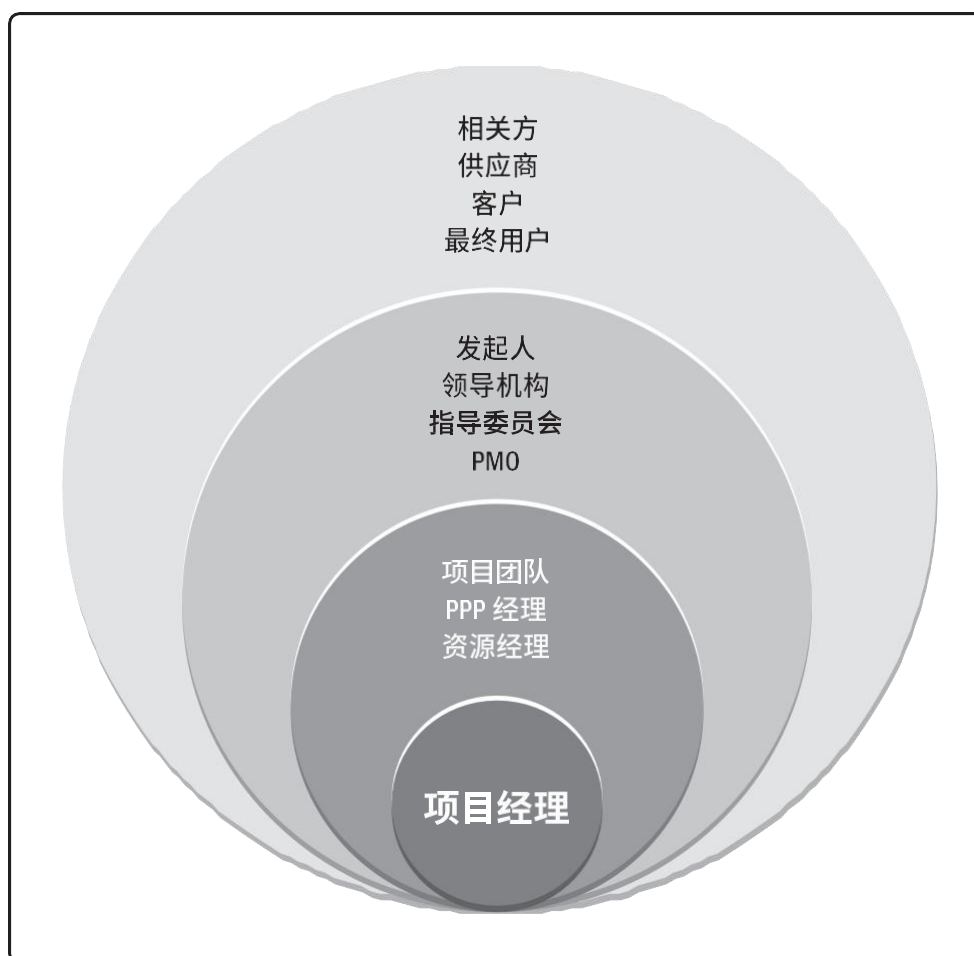 相关方
供应商
客户
最终用户
发起人
领导机构
指导委员会
PMO
项目团队
PPP 经理
资源经理
项目经理